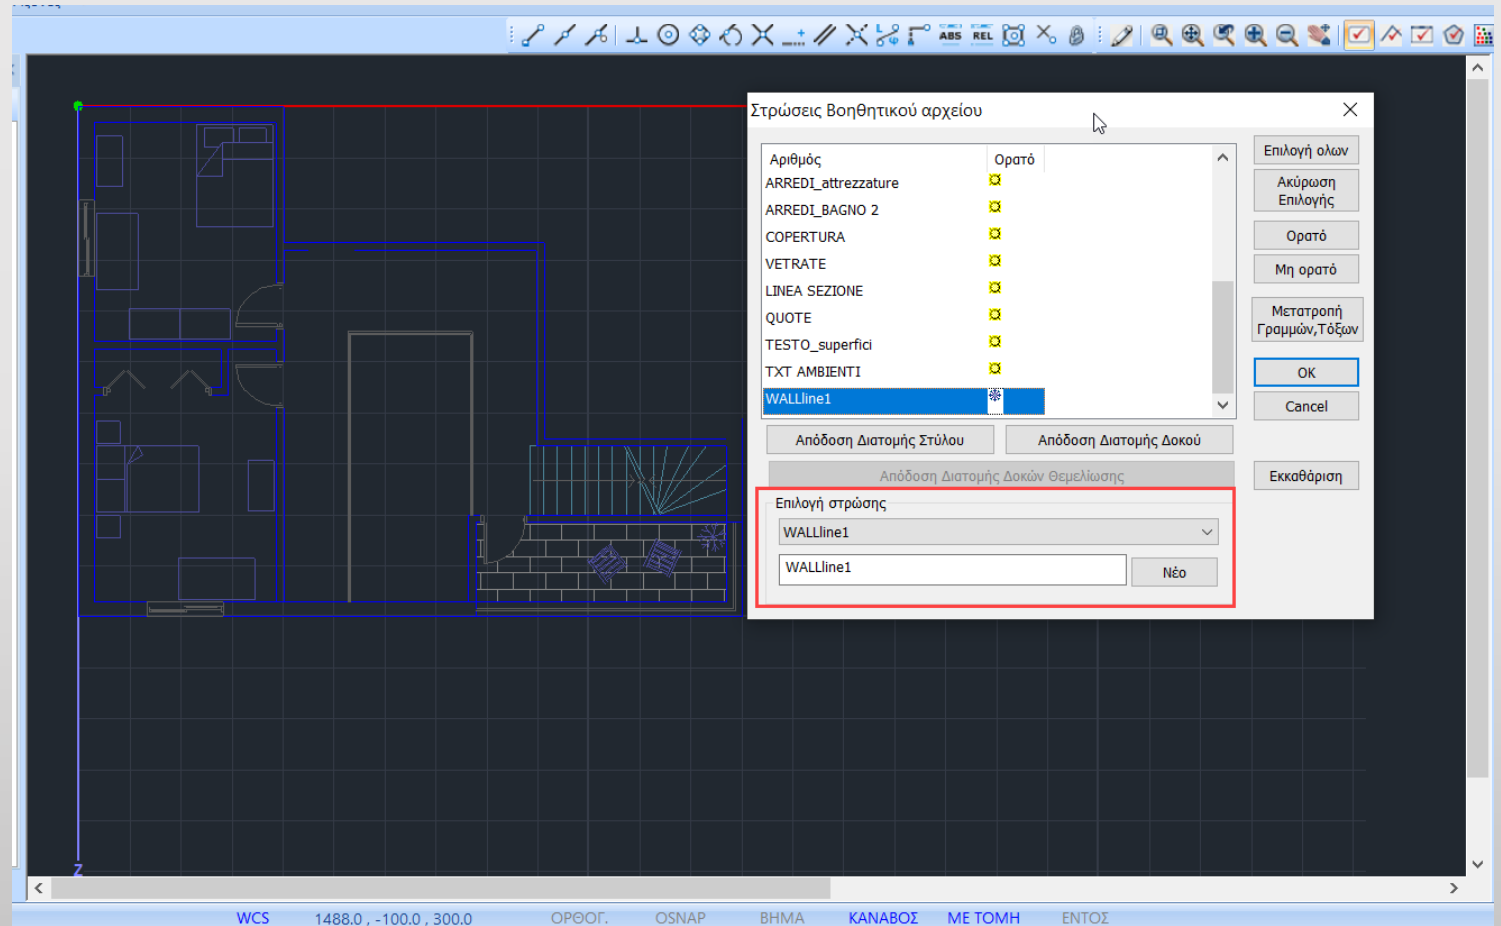 ABS REL
Στρώσεις Βοηθητικού αρχείου
Αριθμός Ορατό
ARREDI_attrezzature
ARREDI_BAGNO 2
COPERTURA
VETRATE
LINEA SEZIONE
QUOTE
TESTO_superfici
TXT AMBIENTI
WALLline1
Επιλογή ολων
Ακύρωση
Επιλογής
Ορατό
Μη ορατό
Μετατροπή
Γραμμών,Τόξων
OK
Cancel
Απόδοση Διατομής Στύλου Απόδοση Διατομής Δοκού
Απόδοση Διατομής Δοκών Θεμελίωσης Εκκαθάριση
Επιλογή στρώσης
WALLline1
WALLline1 Νέο
Z
WCS 1488.0 , -100.0 , 300.0 ΟΡΘΟΓ. OSNAP ΒΗΜΑ ΚΑΝΑΒΟΣ ΜΕ ΤΟΜΗ ΕΝΤΟΣ